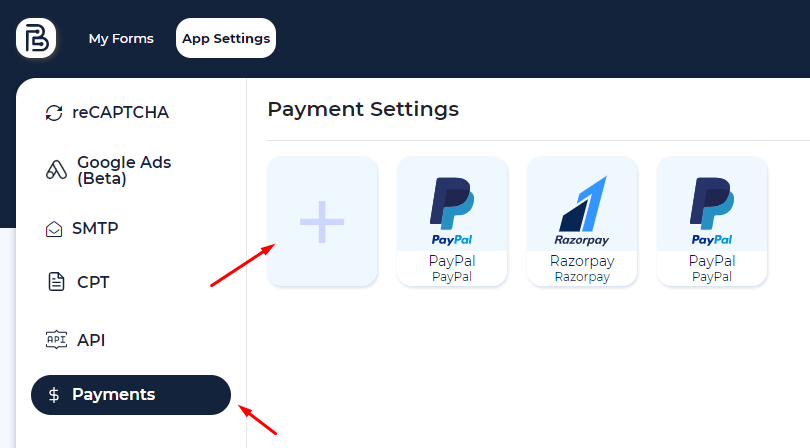 My Forms
App Settings
reCAPTCHA
Google Ads
(Beta)
SMTP
CPT
API
API
$ Payments
Payment Settings
PayPal
PayPal
PayPal
Razorpay
Razorpay
Razorpay
PayPal
PayPal
PayPal